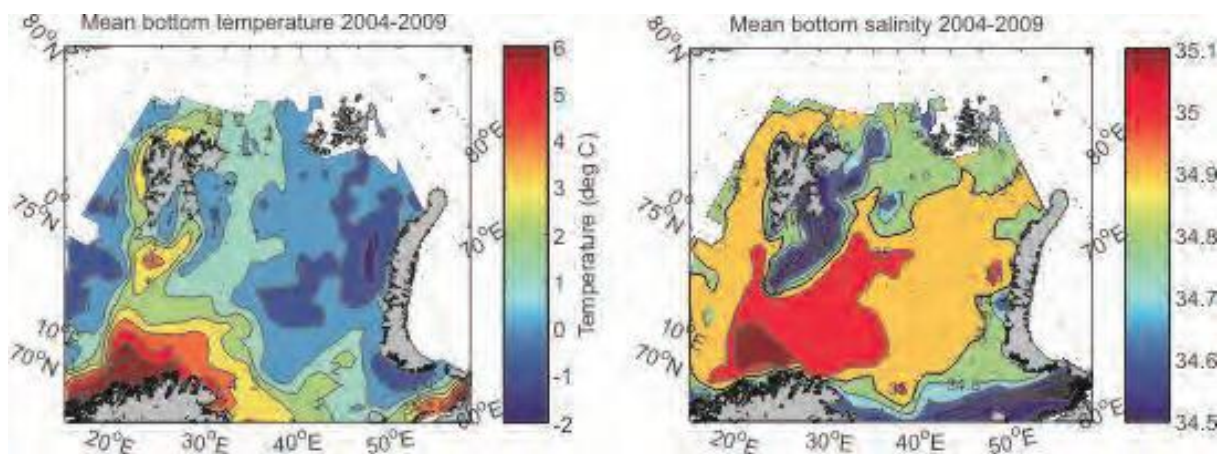 Mean bottom temperature 2004-2009
80°N
75°N
0°
10°E
70°N
20°E
30°E
40°E
50°E
60°E
70°E
80°E
6
5
4
3
2
1
0
-1
-2
Temperature (deg C)
Mean bottom salinity 2004-2009
80°N
75°N
0°
10°E
70°N
20°E
30°E
40°E
50°E
60°E
70°E
80°E
35.1
35
34.9
34.8
34.7
34.6
34.5